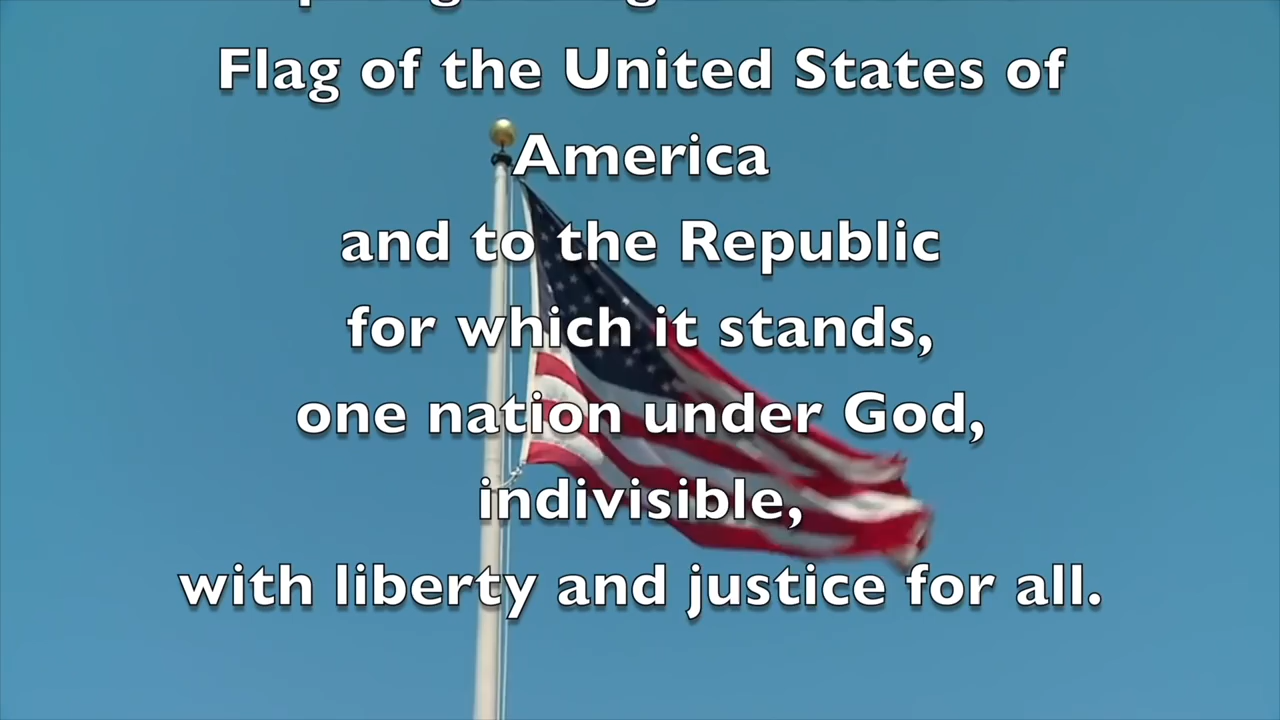 Flag of the United States of
America
and to the Republic
for which it stands,
one nation under God,
indivisible,
with liberty and justice for all.